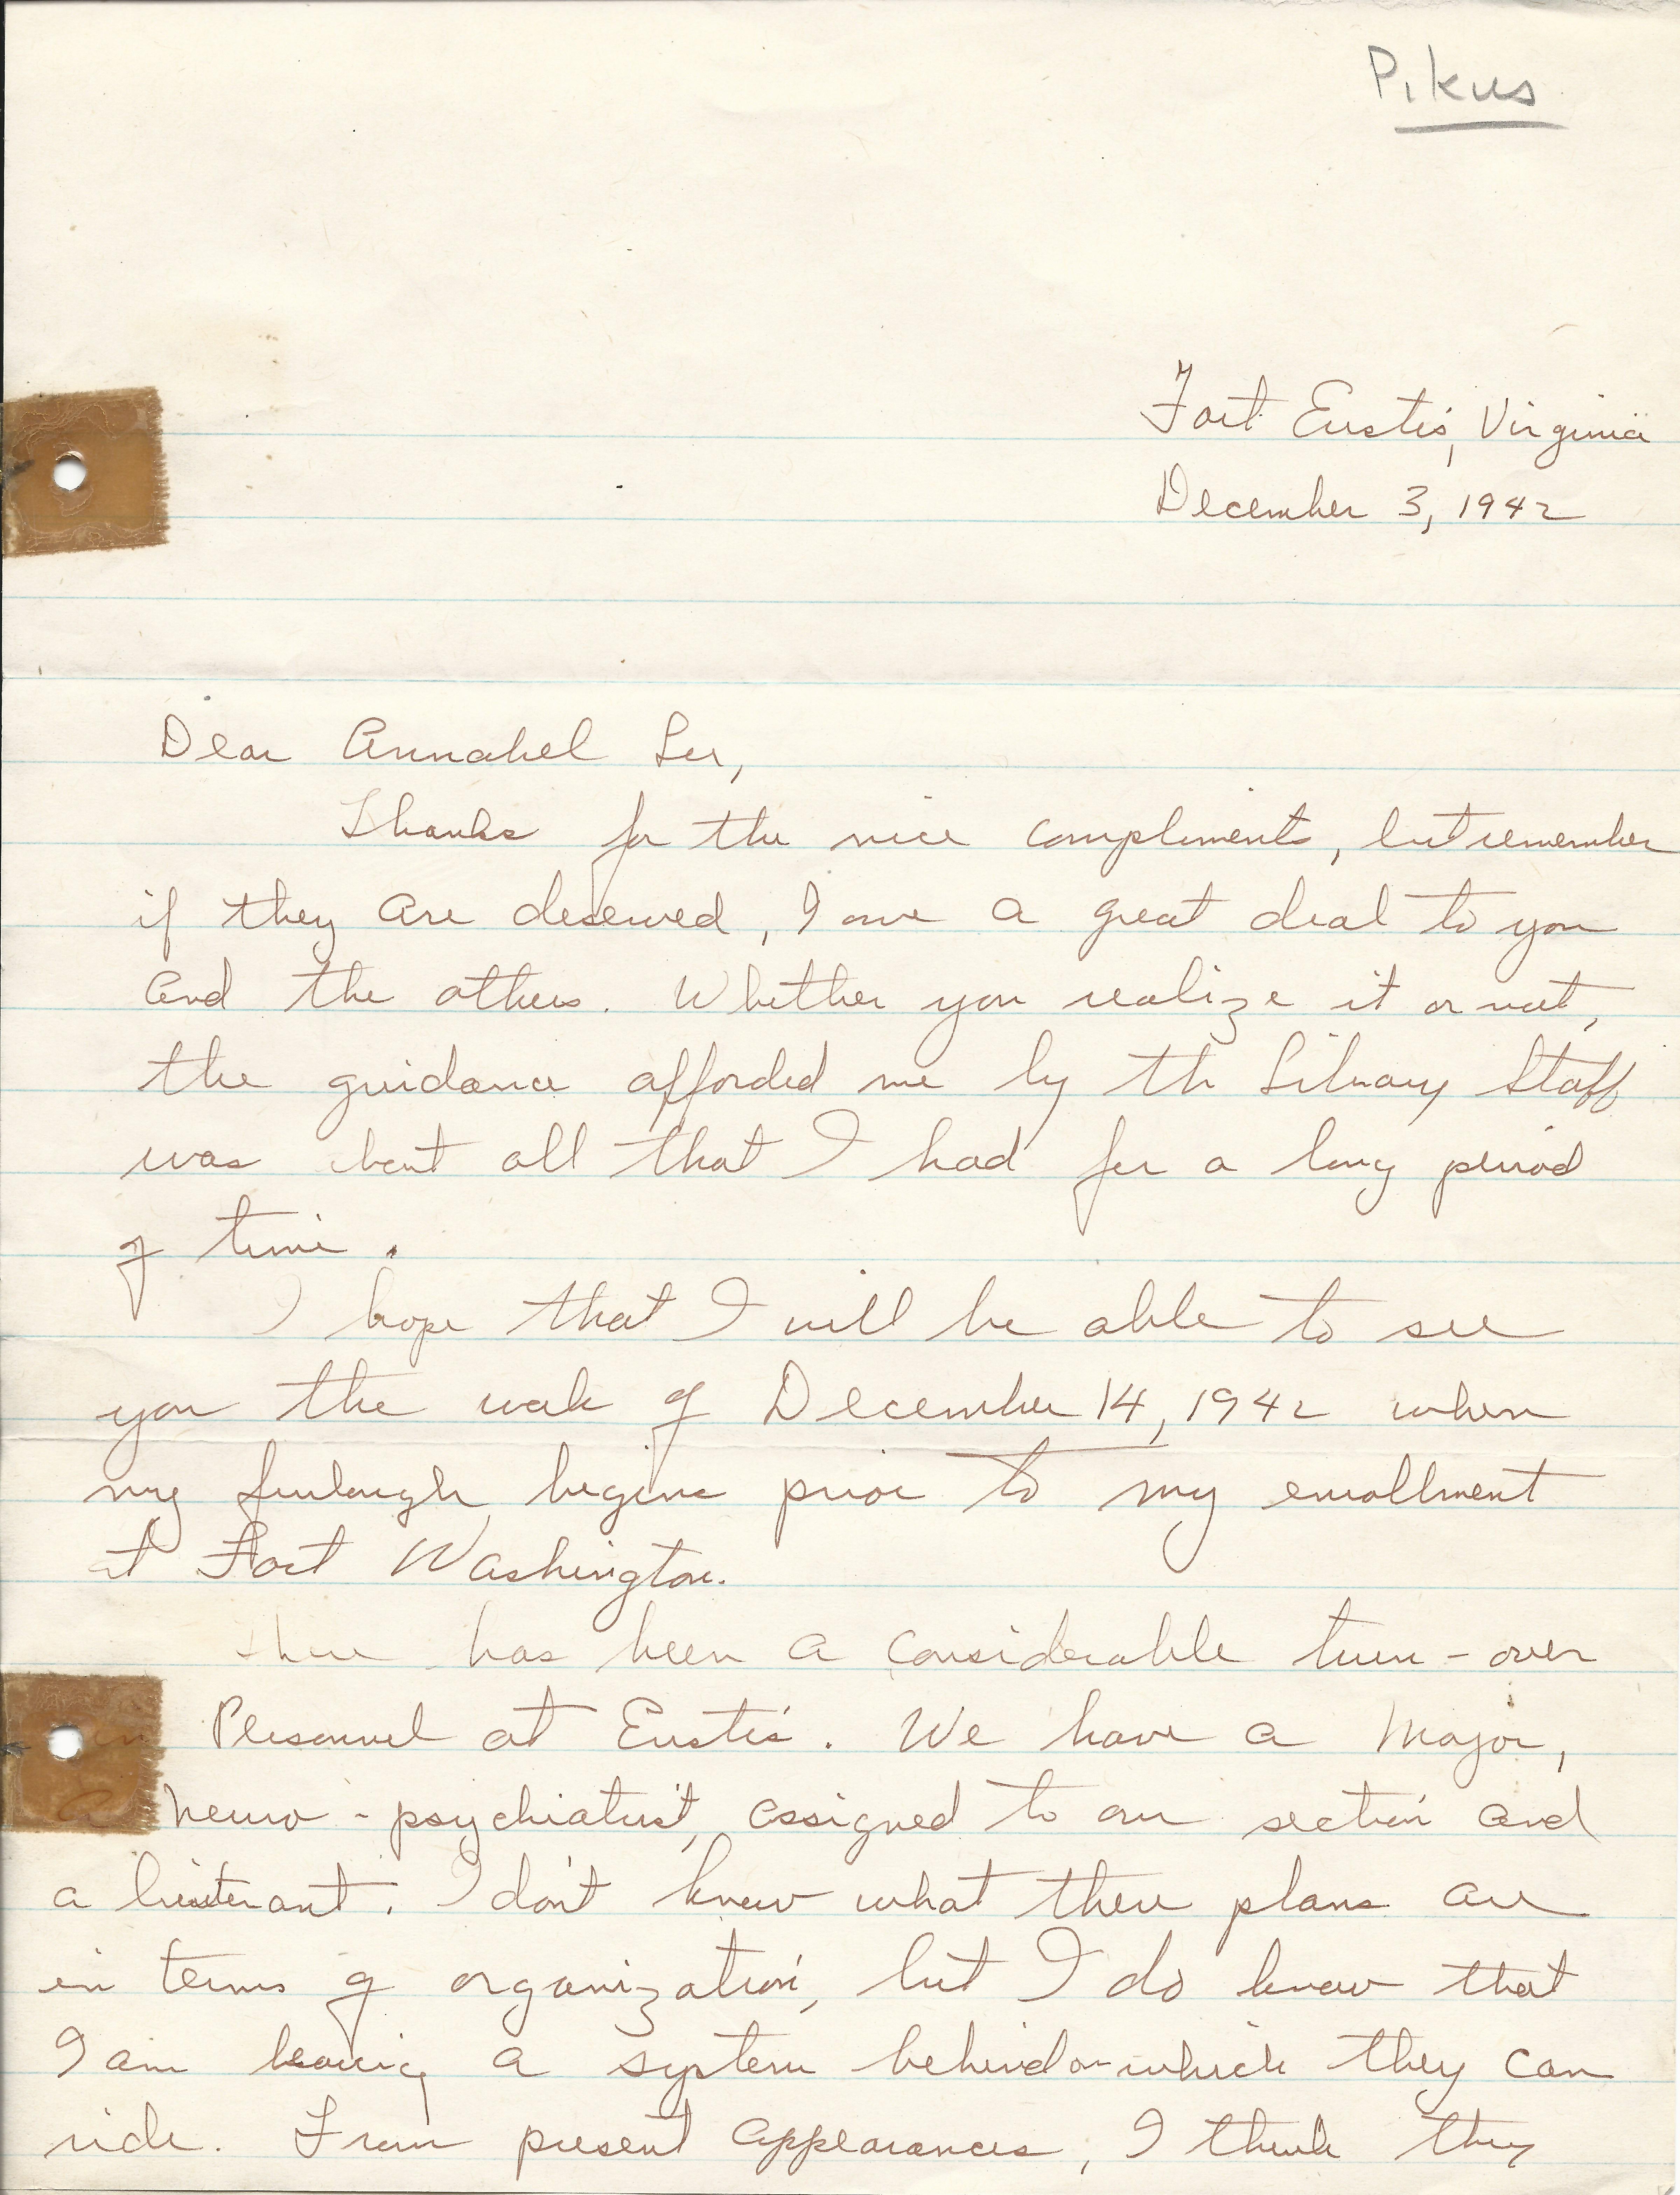 Pikus
Fort Eustis, Virginia
December 3, 1942
Dear Annabel Lee,
Thanks for the nice compliments, but remember
if they are deserved, I owe a great deal to you
and the others. Whether you realize it or not,
the guidance afforded me by th Library Staff
was about all that I had for a long period
of time.
I hope that I will be able to see
you the week of December 14, 1942 when
my furlough begins prior to my enrollment
at Fort Washington.
There has been a considerable turn-over
in Personnel at Eustis. We have a Major,
a neuro-psychiatrist, assigned to our section and
a lieutenant. I don't know what their plans are
in terms of organization, but I do know that
I am leaving a system behind on which they can
ride. From present appearances, I think they